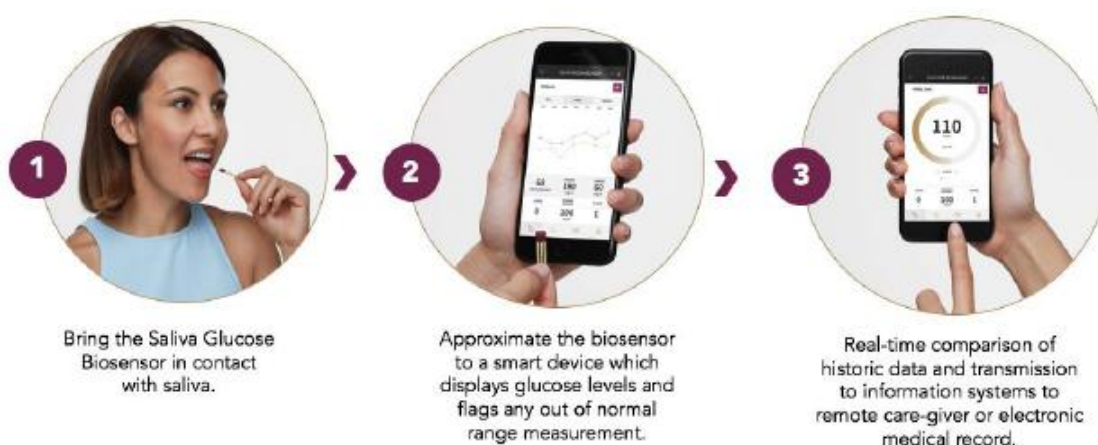 1
Bring the Saliva Glucose
Biosensor in contact
with saliva.
2
Approximate the biosensor
to a smart device which
displays glucose levels and
flags any out of normal
range measurement.
3
110
Real-time comparison of
historic data and transmission
to information systems to
remote care-giver or electronic
medical record.